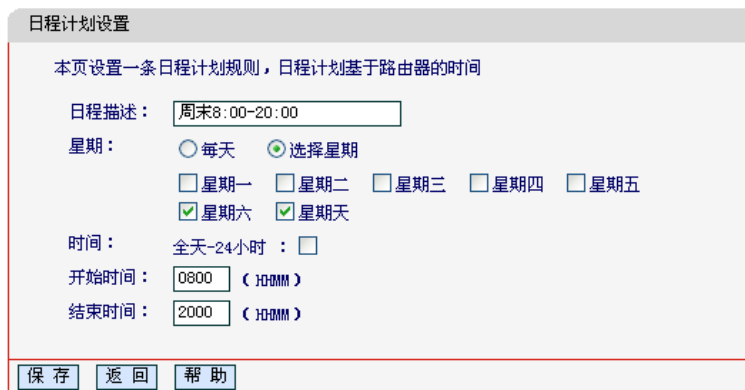 日程计划设置
本页设置一条日程计划规则，日程计划基于路由器的时间
日程描述： 周末8:00-20:00
星期： 每天 选择星期
星期一 星期二 星期三 星期四 星期五
星期六 星期天
时间： 全天-24小时 ：
开始时间： 0800 （HHMM）
结束时间： 2000 （HHMM）
保存 返回 帮助